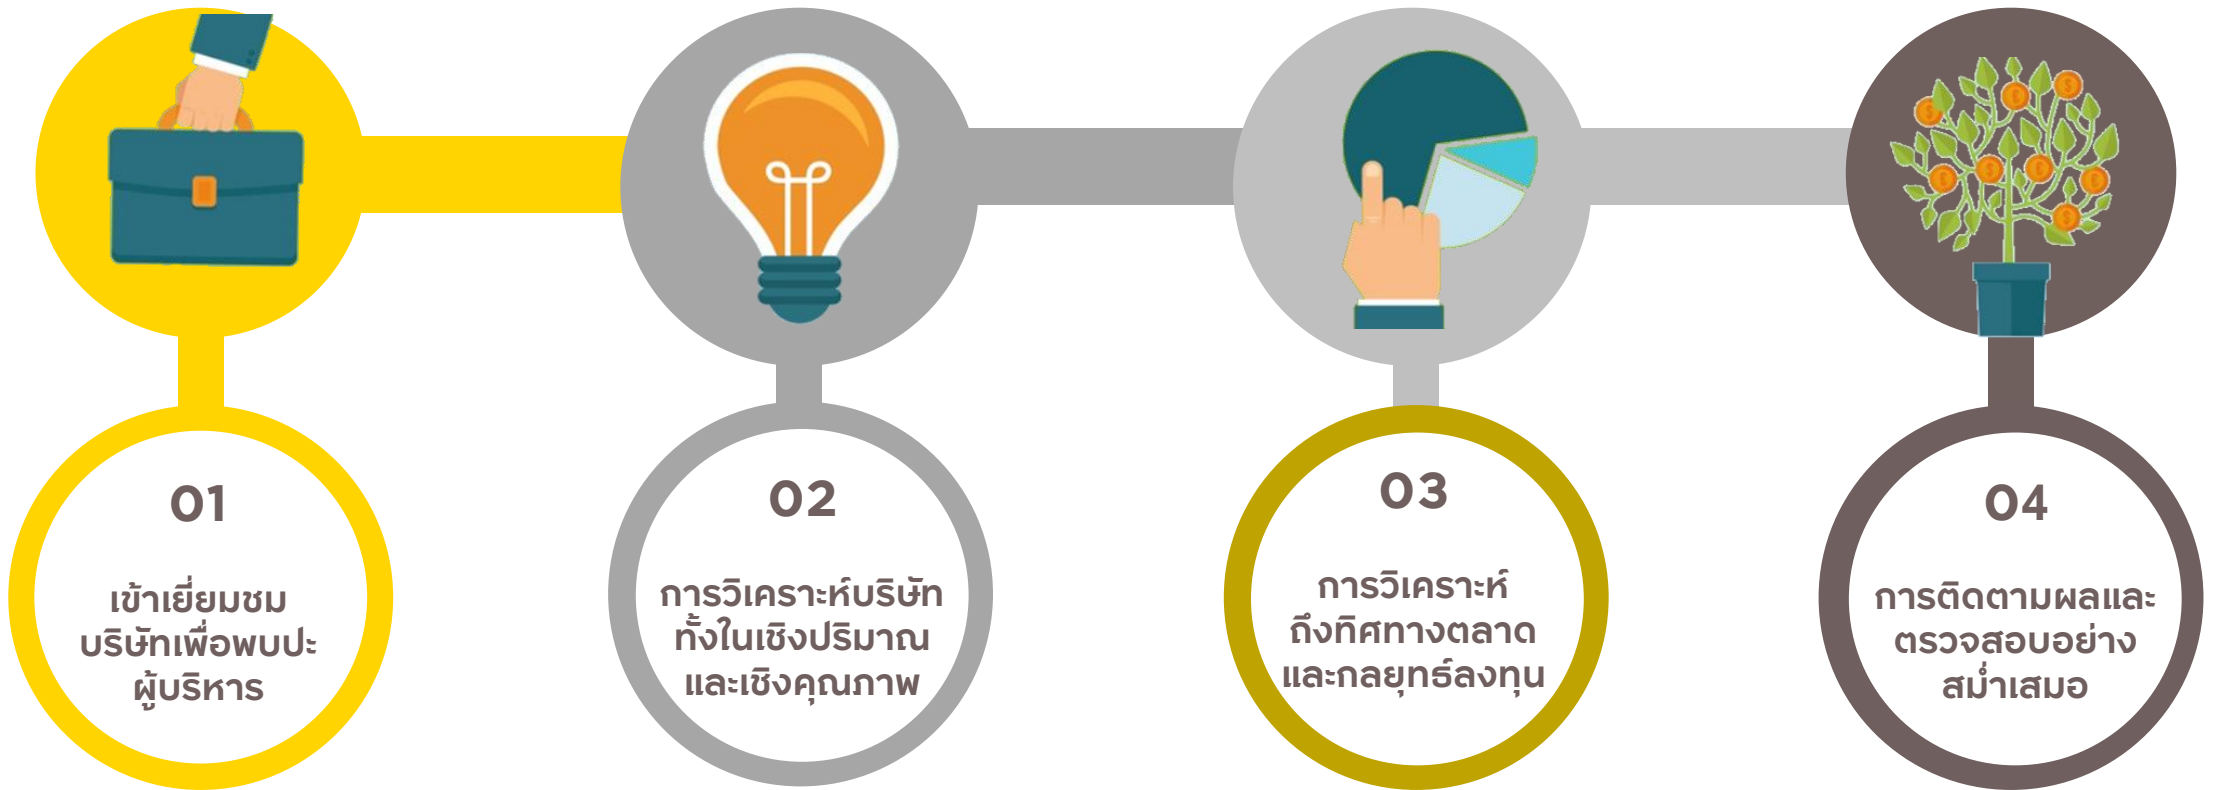 01
เข้าเยี่ยมชม
บริษัทเพื่อพบปะ
ผู้บริหาร
02
การวิเคราะห์บริษัท
ทั้งในเชิงปริมาณ
และเชิงคุณภาพ
03
การวิเคราะห์
ถึงทิศทางตลาด
และกลยุทธ์ลงทุน
04
การติดตามผลและ
ตรวจสอบอย่าง
สม่ำเสมอ